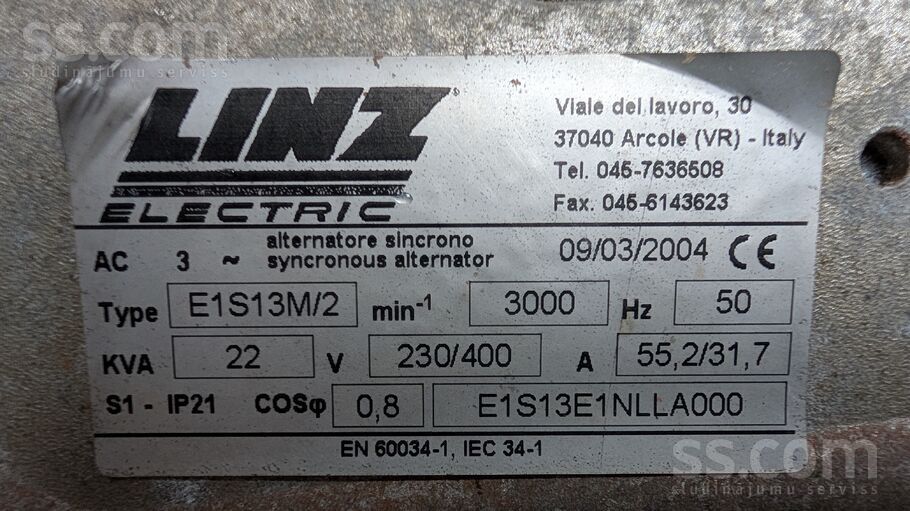 ss.com
sludinājumu serviss
LINZ
ELECTRIC
Viale del lavoro, 30
37040 Arcole (VR) - Italy
Tel. 045-7636508
Fax. 045-6143623
AC 3 ~ alternatore sincrono
syncronous alternator
09/03/2004 CE
Type E1S13M/2 min-1 3000 Hz 50
KVA 22 V 230/400 A 55,2/31,7
S1 - IP21 COSφ 0,8 E1S13E1NLLA000
EN 60034-1, IEC 34-1
ss.com
sludinājumu serviss